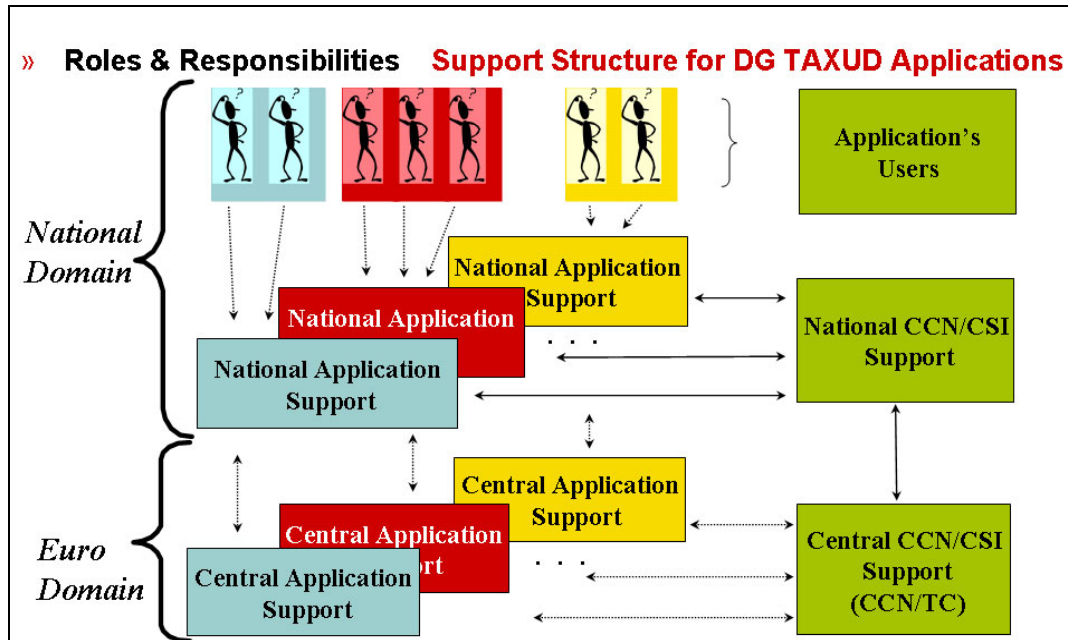 » Roles & Responsibilities Support Structure for DG TAXUD Applications
? ? ? ? ? ? ?
Application's
Users
National
Domain
National Application
Support
National Application
National Application
Support
. . .
National CCN/CSI
Support
Central Application
Support
Central Application
port
Central Application
Support
. . .
Central CCN/CSI
Support
(CCN/TC)
Euro
Domain